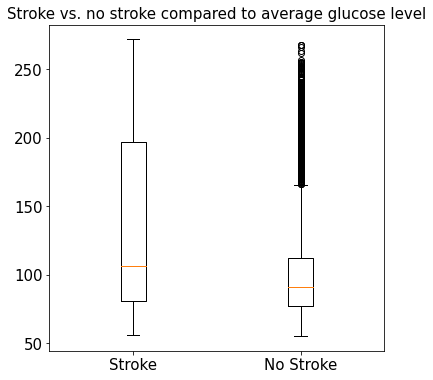 Stroke vs. no stroke compared to average glucose level
250
200
150
100
50
Stroke
No Stroke